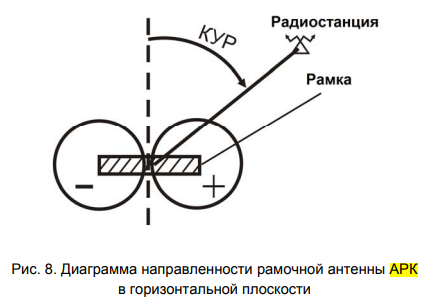 Радиостанция
КУР
Рамка
- +
Рис. 8. Диаграмма направленности рамочной антенны АРК
в горизонтальной плоскости